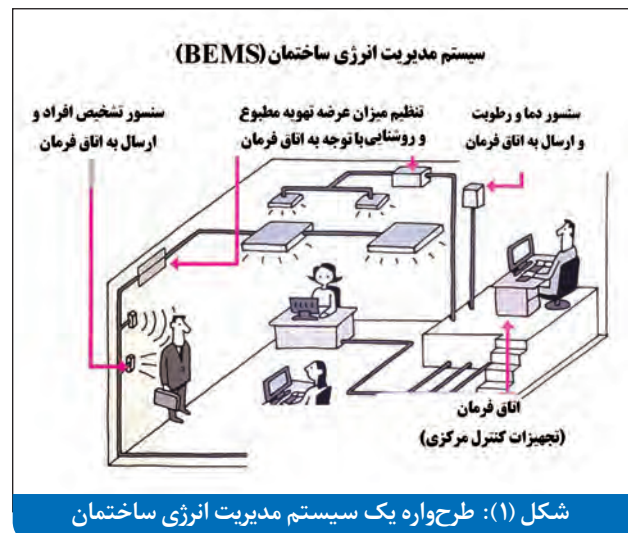 سیستم مدیریت انرژی ساختمان (BEMS)
سنسور دما و رطوبت
و ارسال به اتاق فرمان
تنظیم میزان عرضه تهویه مطبوع
و روشنایی با توجه به اتاق فرمان
سنسور تشخیص افراد و
ارسال به اتاق فرمان
اتاق فرمان
(تجهیزات کنترل مرکزی)
شکل (۱): طرح‌واره یک سیستم مدیریت انرژی ساختمان